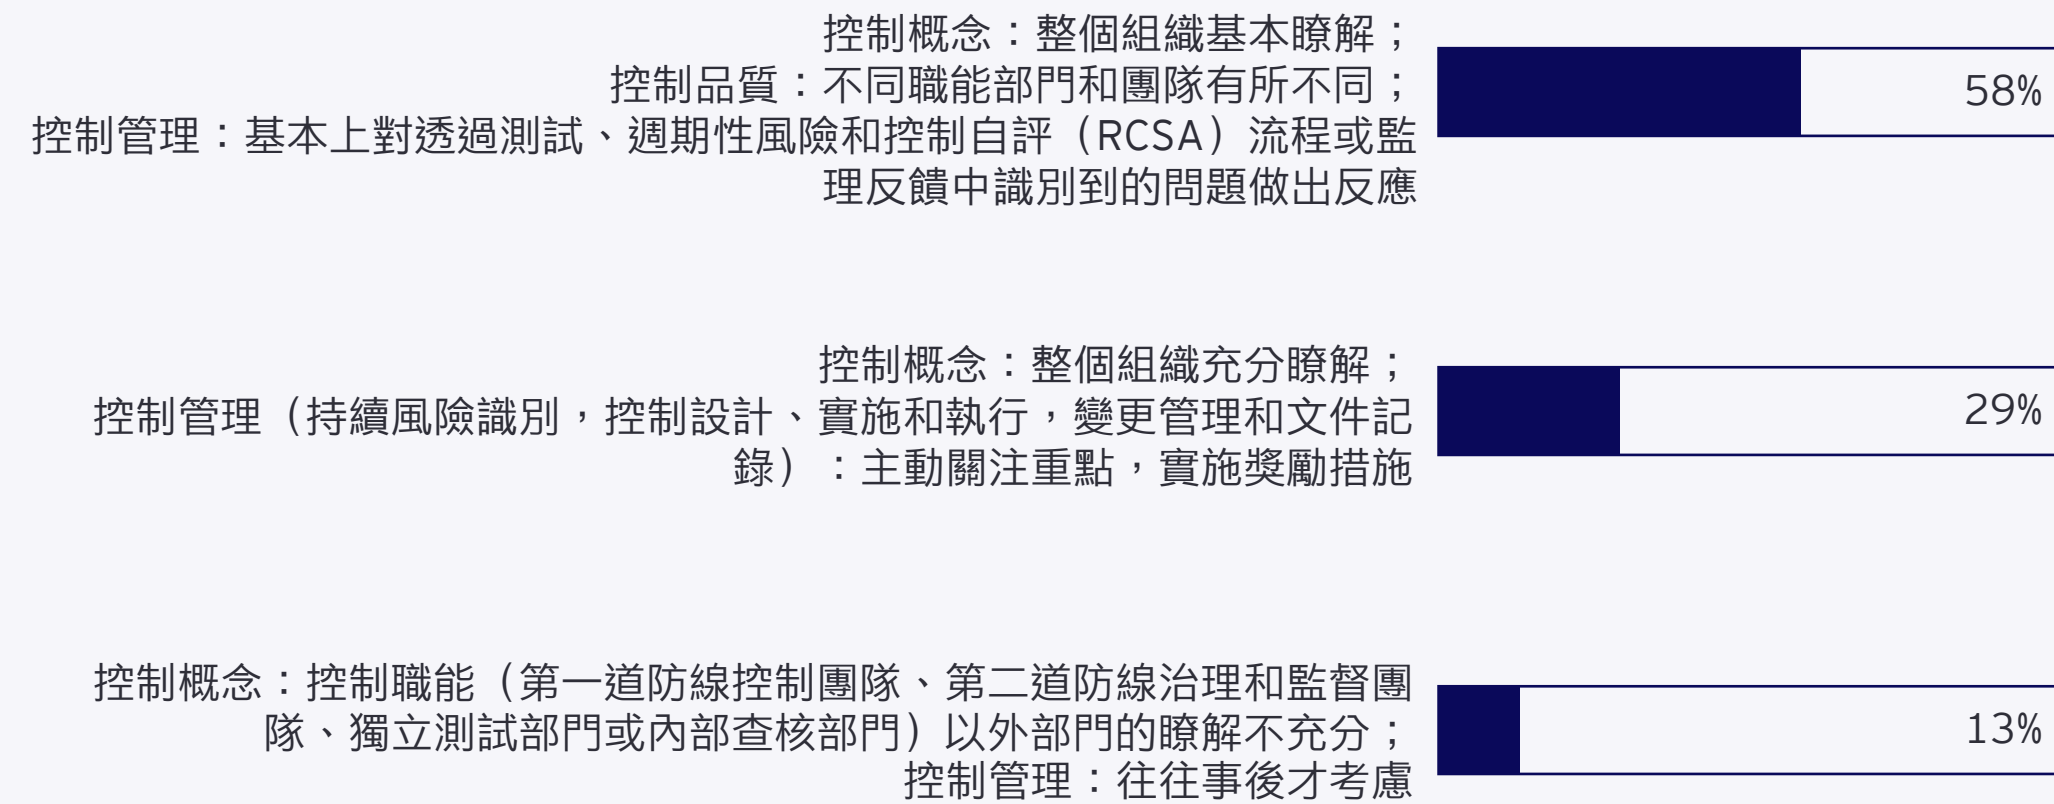 控制概念：整個組織基本瞭解；
控制品質：不同職能部門和團隊有所不同；
控制管理：基本上對透過測試、週期性風險和控制自評（RCSA）流程或監
理反饋中識別到的問題做出反應
58%
控制概念：整個組織充分瞭解；
控制管理（持續風險識別，控制設計、實施和執行，變更管理和文件記
錄）：主動關注重點，實施獎勵措施
29%
控制概念：控制職能（第一道防線控制團隊、第二道防線治理和監督團
隊、獨立測試部門或內部查核部門）以外部門的瞭解不充分；
控制管理：往往事後才考慮
13%